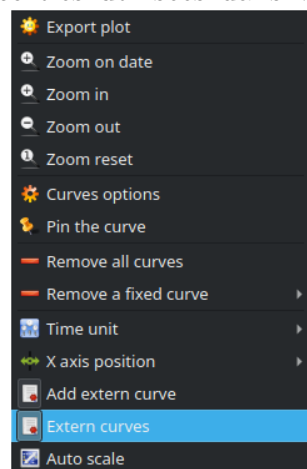 Export plot
Zoom on date
Zoom in
Zoom out
Zoom reset
Curves options
Pin the curve
Remove all curves
Remove a fixed curve
Time unit
X axis position
Add extern curve
Extern curves
Auto scale